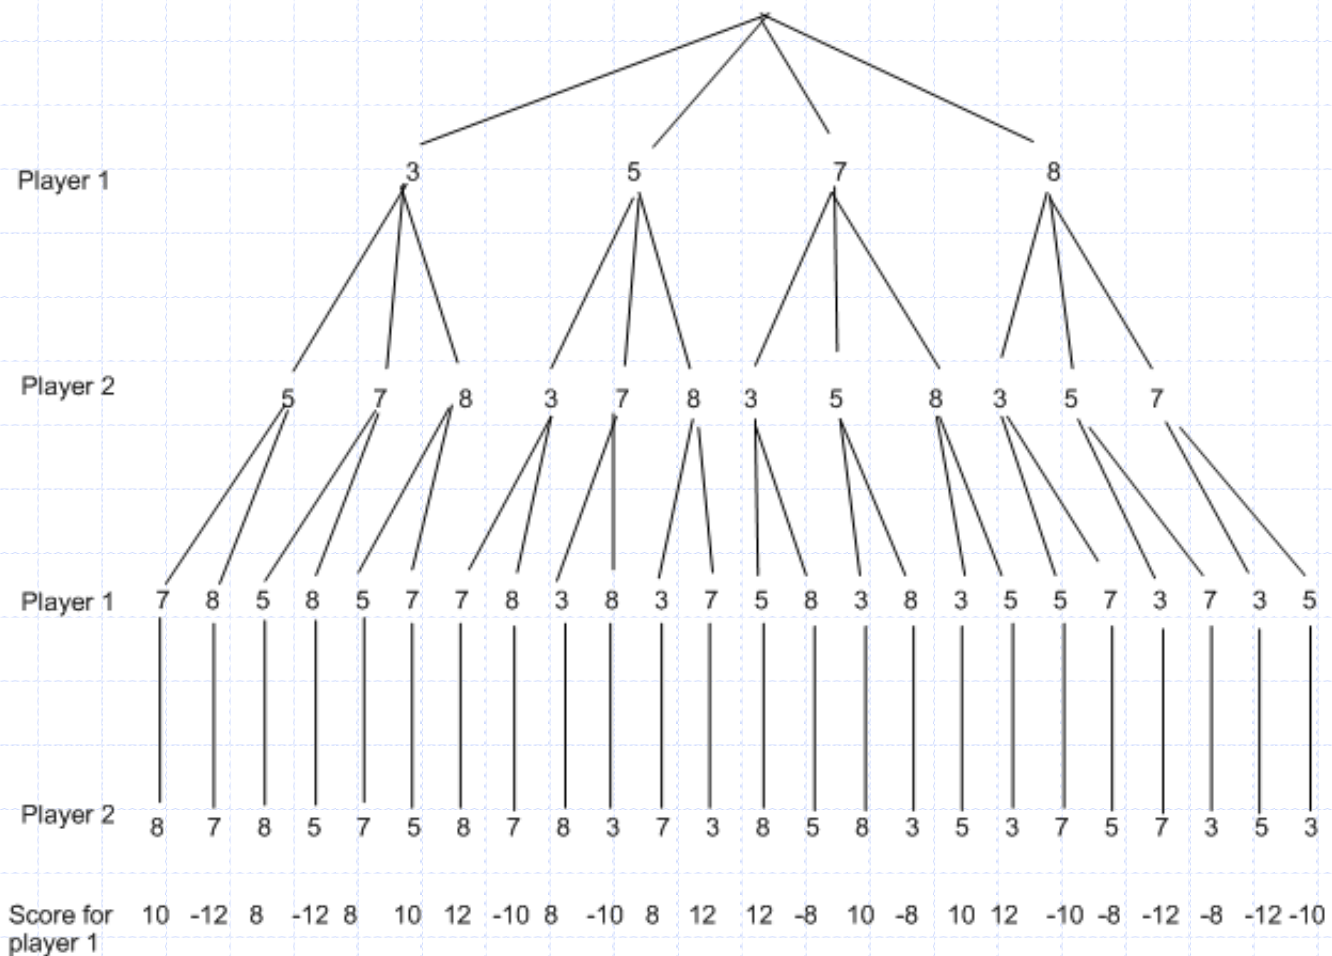 Player 1 3 5 7 8
Player 2 5 7 8 3 7 8 3 5 8 3 5 7
Player 1 7 8 5 8 5 7 7 8 3 8 3 7 5 8 3 8 3 5 5 7 3 7 3 5
Player 2 8 7 8 5 7 5 8 7 8 3 7 3 8 5 8 3 5 3 7 5 7 3 5 3
Score for 10 -12 8 -12 8 10 12 -10 8 -10 8 12 12 -8 10 -8 10 12 -10 -8 -12 -8 -12 -10
player 1